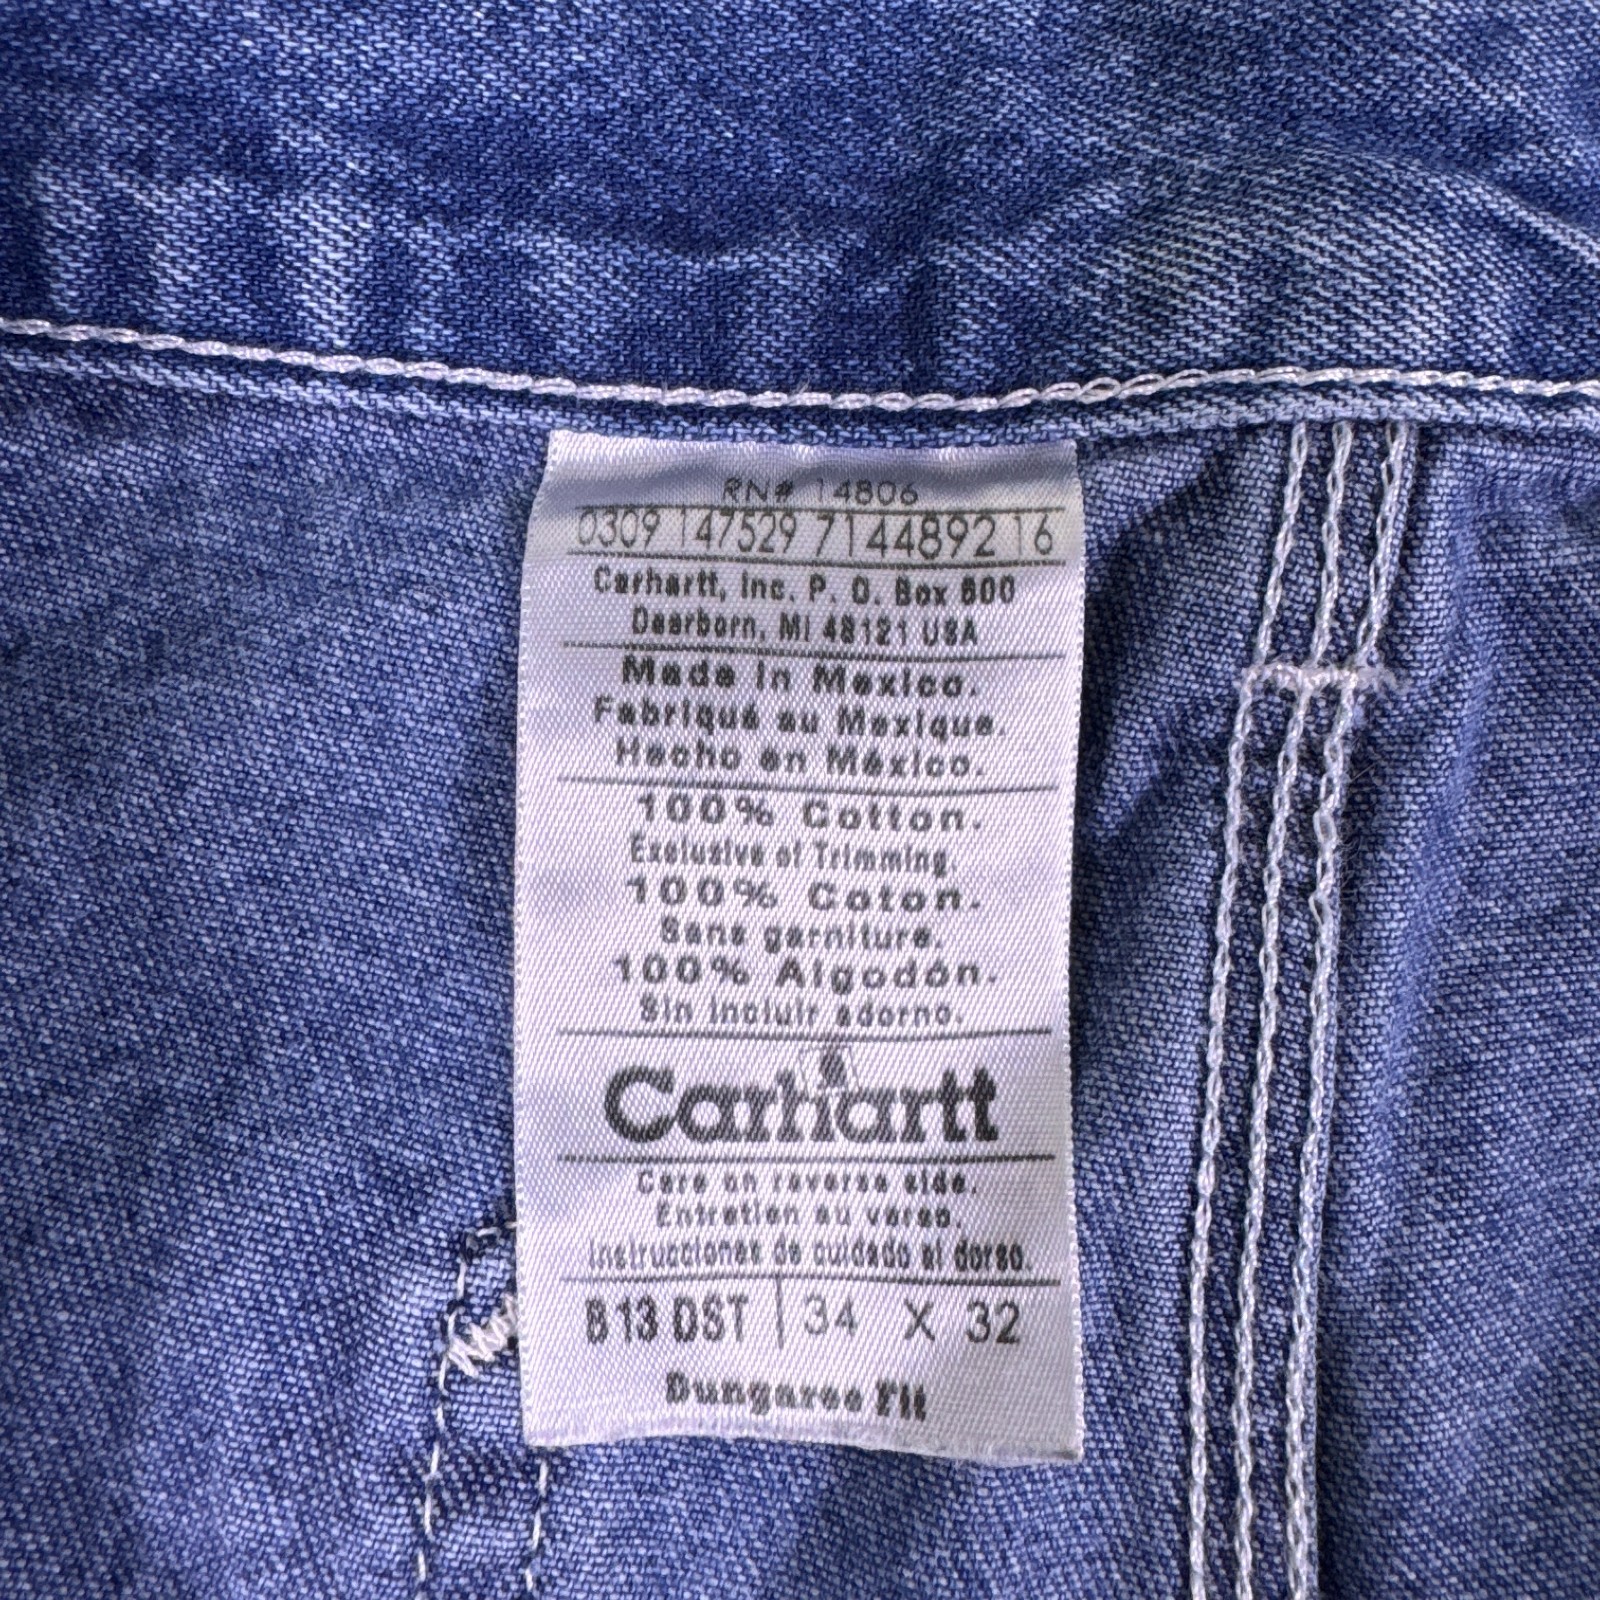 RN# 14806
0309 147529 7144892 16
Carhartt, Inc. P. O. Box 600
Dearborn, MI 48121 USA
Made in Mexico.
Fabriqué au Mexique.
Hecho en México.
100% Cotton.
Exclusive of Trimming.
100% Coton.
Sans garniture.
100% Algodón.
Sin incluir adorno.
Carhartt
Care on reverse side.
Entretien au verso.
Instrucciones de cuidado al dorso.
B13 DST 34 X 32
Dungaree Fit